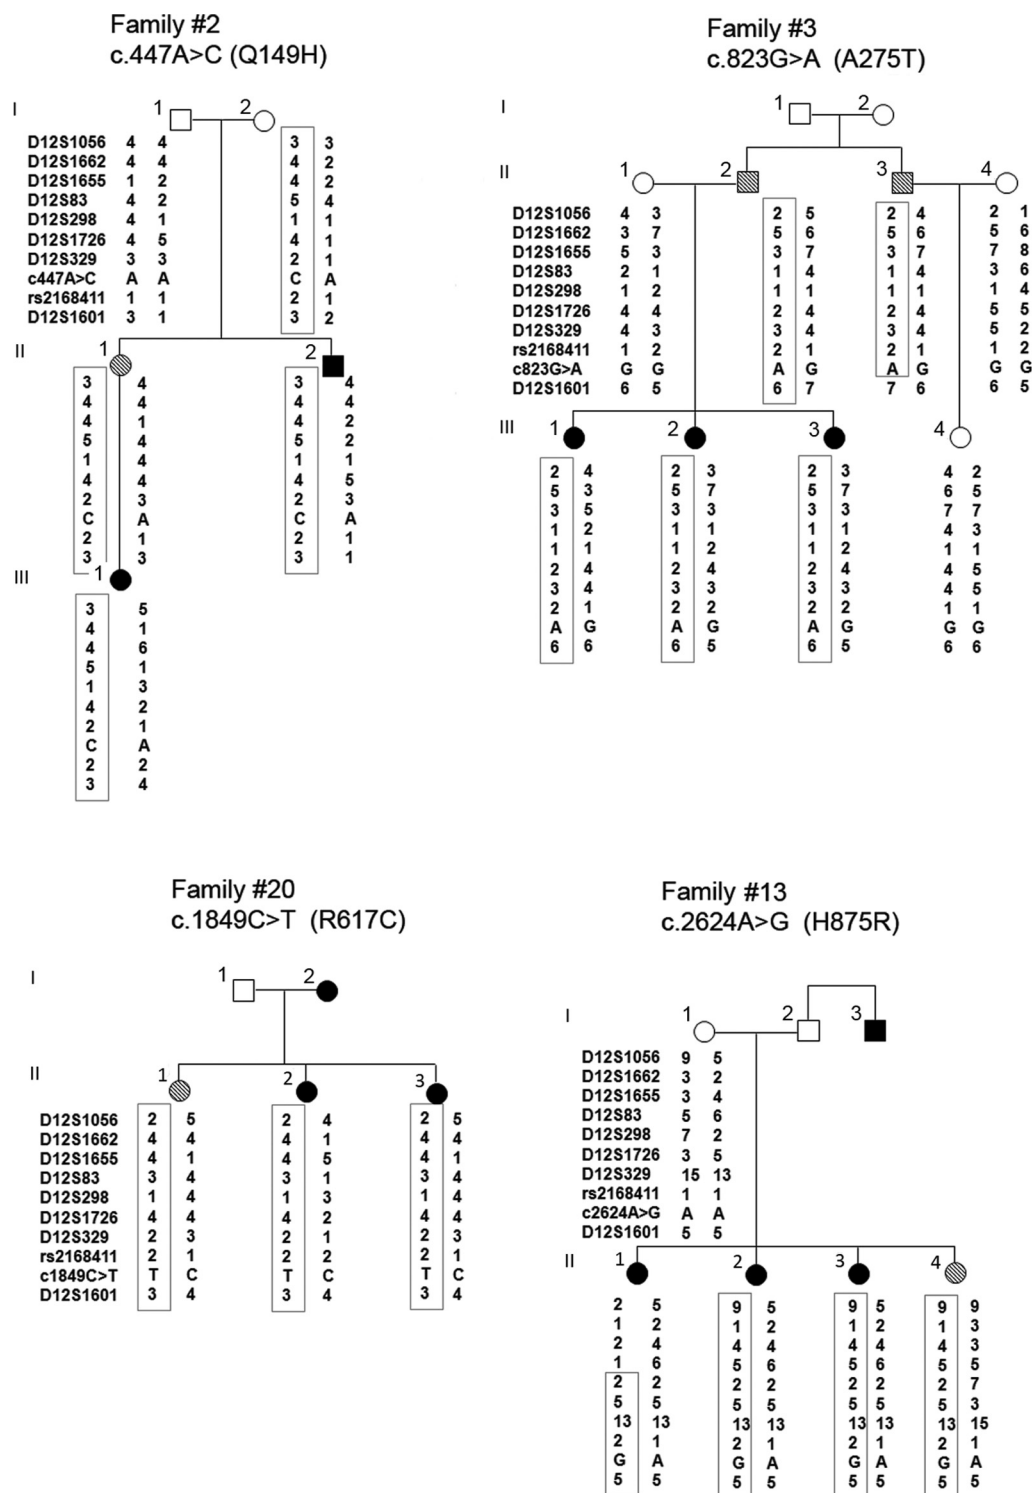 Family #2
c.447A>C (Q149H)
I
1 2
D12S1056 4 4 3 3
D12S1662 4 4 4 2
D12S1655 1 2 4 2
D12S83 4 2 5 4
D12S298 4 1 1 1
D12S1726 4 5 4 1
D12S329 3 3 2 1
c447A>C A A C A
rs2168411 1 1 2 1
D12S1601 3 1 3 2
II
1 2
3 4 3 4
4 4 4 2
4 1 4 2
5 4 5 2
1 4 1 1
4 4 4 5
2 3 2 3
C A C A
2 1 2 1
3 3 3 1
III
1
3 5
4 1
4 6
5 1
1 3
4 2
2 1
C A
2 2
3 4
Family #3
c.823G>A (A275T)
I
1 2
II
1 2 3 4
D12S1056 4 3 2 5 2 4 2 1
D12S1662 3 7 5 6 5 6 5 6
D12S1655 5 3 3 7 3 7 7 8
D12S83 2 1 1 4 1 4 3 6
D12S298 1 2 1 1 1 1 1 4
D12S1726 4 4 2 4 2 4 5 5
D12S329 4 3 3 4 3 4 5 2
rs2168411 1 2 2 1 2 1 1 2
c823G>A G G A G A G G G
D12S1601 6 5 6 7 7 6 6 5
III
1 2 3 4
2 4 2 3 2 3 4 2
5 3 5 7 5 7 6 5
3 5 3 3 3 3 7 7
1 2 1 1 1 1 4 3
1 1 1 2 1 2 1 1
2 4 2 4 2 4 4 5
3 4 3 3 3 3 4 5
2 1 2 2 2 2 1 1
A G A G A G G G
6 6 6 5 6 5 6 6
Family #20
c.1849C>T (R617C)
I
1 2
II
1 2 3
D12S1056 2 5 2 4 2 5
D12S1662 4 4 4 1 4 4
D12S1655 4 1 4 5 4 1
D12S83 3 4 3 1 3 4
D12S298 1 4 1 3 1 4
D12S1726 4 4 4 2 4 4
D12S329 2 3 2 1 2 3
rs2168411 2 1 2 2 2 1
c1849C>T T C T C T C
D12S1601 3 4 3 4 3 4
Family #13
c.2624A>G (H875R)
I
1 2 3
D12S1056 9 5
D12S1662 3 2
D12S1655 3 4
D12S83 5 6
D12S298 7 2
D12S1726 3 5
D12S329 15 13
rs2168411 1 1
c2624A>G A A
D12S1601 5 5
II
1 2 3 4
2 5 9 5 9 5 9 9
1 2 1 2 1 2 1 3
2 4 4 4 4 4 4 3
1 6 5 6 5 6 5 5
2 2 2 2 2 2 2 7
5 5 5 5 5 5 5 3
13 13 13 13 13 13 13 15
2 1 2 1 2 1 2 1
G A G A G A G A
5 5 5 5 5 5 5 5